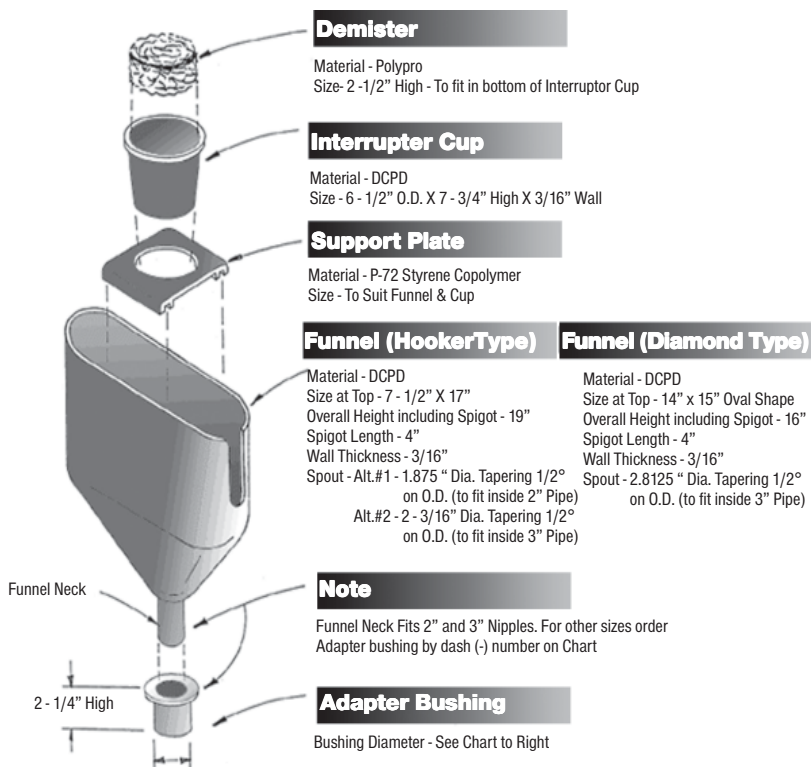 Demister
Material - Polypro
Size- 2 -1/2” High - To fit in bottom of Interruptor Cup
Interrupter Cup
Material - DCPD
Size - 6 - 1/2” O.D. X 7 - 3/4” High X 3/16” Wall
Support Plate
Material - P-72 Styrene Copolymer
Size - To Suit Funnel & Cup
Funnel (HookerType)
Material - DCPD
Size at Top - 7 - 1/2” X 17”
Overall Height including Spigot - 19”
Spigot Length - 4”
Wall Thickness - 3/16”
Spout - Alt.#1 - 1.875 “ Dia. Tapering 1/2°
on O.D. (to fit inside 2” Pipe)
Alt.#2 - 2 - 3/16” Dia. Tapering 1/2°
on O.D. (to fit inside 3” Pipe)
Funnel (Diamond Type)
Material - DCPD
Size at Top - 14” x 15” Oval Shape
Overall Height including Spigot - 16”
Spigot Length - 4”
Wall Thickness - 3/16”
Spout - 2.8125 “ Dia. Tapering 1/2°
on O.D. (to fit inside 3” Pipe)
Funnel Neck
Note
Funnel Neck Fits 2” and 3” Nipples. For other sizes order
Adapter bushing by dash (-) number on Chart
2 - 1/4” High
Adapter Bushing
Bushing Diameter - See Chart to Right